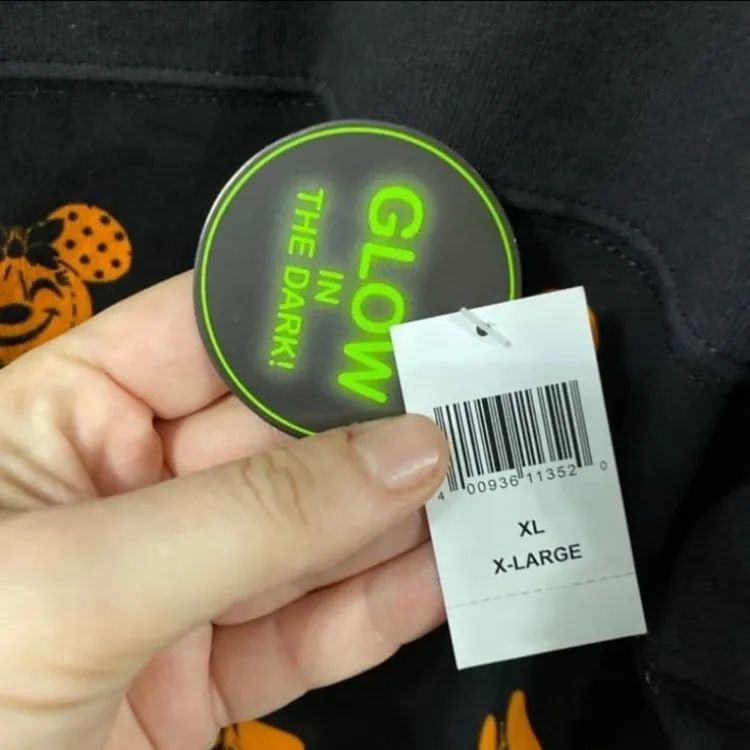 GLOW
IN
THE DARK!
4 00936 11352 0
XL
X-LARGE